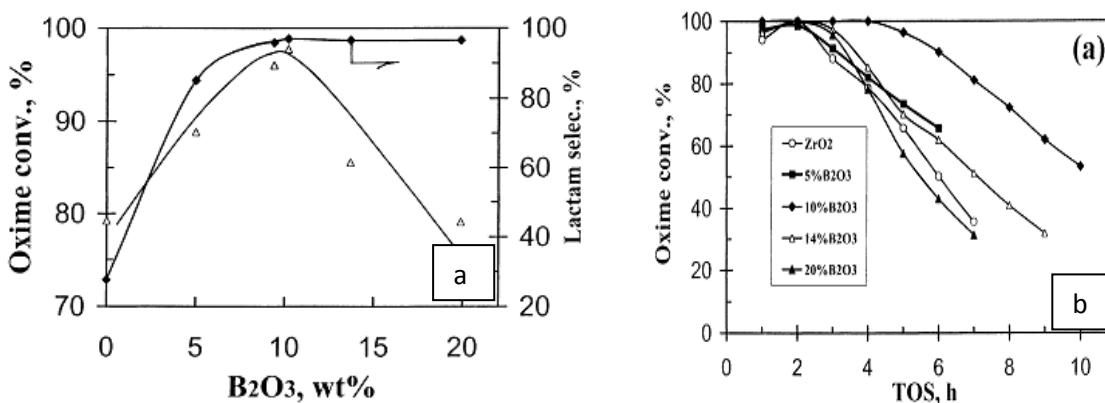 Oxime conv., %
100
90
80
70
100
80
60
40
20
Lactam selec., %
0
5
10
15
20
B2O3, wt%
a
Oxime conv., %
100
80
60
40
20
0
(a)
ZrO2
5%B2O3
10%B2O3
14%B2O3
20%B2O3
b
0
2
4
6
8
10
TOS, h